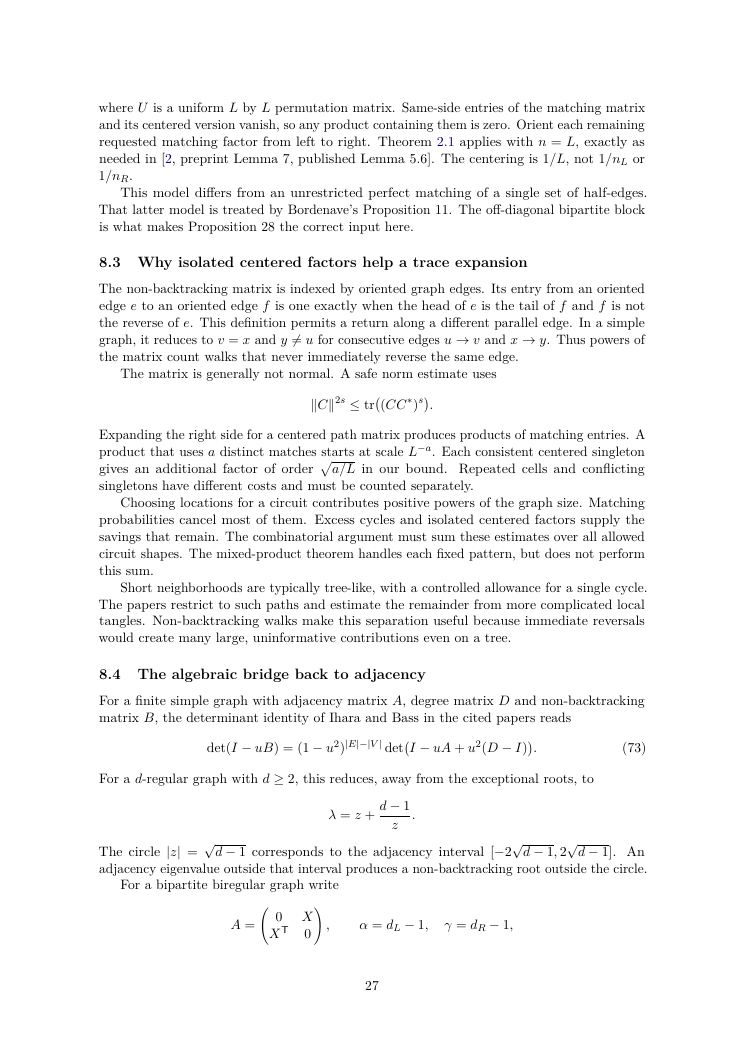 where U is a uniform L by L permutation matrix. Same-side entries of the matching matrix
and its centered version vanish, so any product containing them is zero. Orient each remaining
requested matching factor from left to right. Theorem 2.1 applies with n = L, exactly as
needed in [2, preprint Lemma 7, published Lemma 5.6]. The centering is 1/L, not 1/n_L or
1/n_R.
This model differs from an unrestricted perfect matching of a single set of half-edges.
That latter model is treated by Bordenave's Proposition 11. The off-diagonal bipartite block
is what makes Proposition 28 the correct input here.
8.3 Why isolated centered factors help a trace expansion
The non-backtracking matrix is indexed by oriented graph edges. Its entry from an oriented
edge e to an oriented edge f is one exactly when the head of e is the tail of f and f is not
the reverse of e. This definition permits a return along a different parallel edge. In a simple
graph, it reduces to v = x and y ≠ u for consecutive edges u → v and x → y. Thus powers of
the matrix count walks that never immediately reverse the same edge.
The matrix is generally not normal. A safe norm estimate uses
‖C‖^{2s} ≤ tr((CC*)^s).
Expanding the right side for a centered path matrix produces products of matching entries. A
product that uses a distinct matches starts at scale L^{−a}. Each consistent centered singleton
gives an additional factor of order √(a/L) in our bound. Repeated cells and conflicting
singletons have different costs and must be counted separately.
Choosing locations for a circuit contributes positive powers of the graph size. Matching
probabilities cancel most of them. Excess cycles and isolated centered factors supply the
savings that remain. The combinatorial argument must sum these estimates over all allowed
circuit shapes. The mixed-product theorem handles each fixed pattern, but does not perform
this sum.
Short neighborhoods are typically tree-like, with a controlled allowance for a single cycle.
The papers restrict to such paths and estimate the remainder from more complicated local
tangles. Non-backtracking walks make this separation useful because immediate reversals
would create many large, uninformative contributions even on a tree.
8.4 The algebraic bridge back to adjacency
For a finite simple graph with adjacency matrix A, degree matrix D and non-backtracking
matrix B, the determinant identity of Ihara and Bass in the cited papers reads
det(I − uB) = (1 − u²)^{|E|−|V|} det(I − uA + u²(D − I)). (73)
For a d-regular graph with d ≥ 2, this reduces, away from the exceptional roots, to
λ = z + (d − 1)/z.
The circle |z| = √(d − 1) corresponds to the adjacency interval [−2√(d − 1), 2√(d − 1)]. An
adjacency eigenvalue outside that interval produces a non-backtracking root outside the circle.
For a bipartite biregular graph write
A = (0 X; X^T 0), α = d_L − 1, γ = d_R − 1,
27